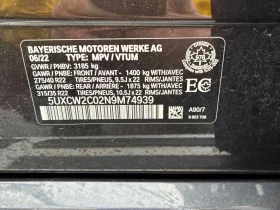 BAYERISCHE MOTOREN WERKE AG
06/22 TYPE: MPV / VTUM
GVWR / PNBV: 3165 kg
GAWR / PNBE: FRONT / AVANT - 1400 kg WITH/AVEC
275/40 R22 TIRES/PNEUS, 9.5J x 22 RIMS/JANTES
GAWR / PNBE: REAR / ARRIERE - 1875 kg WITH/AVEC
315/35 R22 TIRES/PNEUS, 10.5J x 22 RIMS/JANTES
5UXCW2C02N9M74939
EC
A90/7